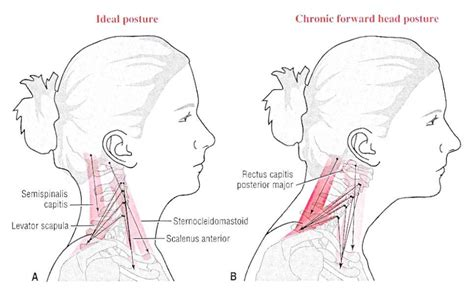 Ideal posture
Chronic forward head posture
Semispinalis
capitis
Levator scapula
Sternocleidomastoid
Scalenus anterior
A
Rectus capitis
posterior major
B